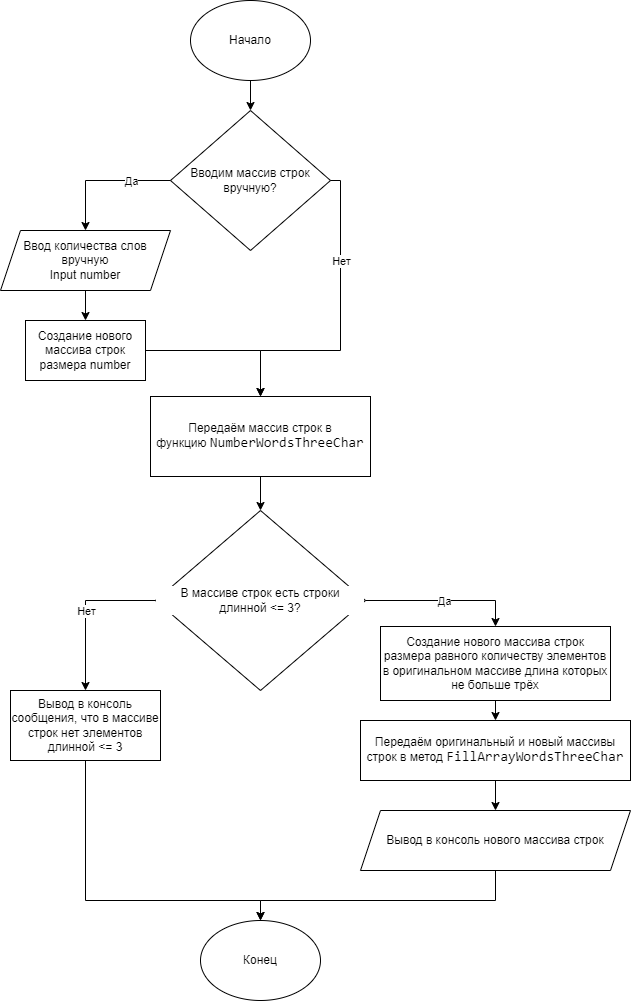 Начало
Вводим массив строк
вручную?
Да
Нет
Ввод количества слов
вручную
Input number
Создание нового
массива строк
размера number
Передаём массив строк в
функцию NumberWordsThreeChar
В массиве строк есть строки
длинной <= 3?
Нет
Да
Создание нового массива строк
размера равного количеству элементов
в оригинальном массиве длина которых
не больше трёх
Вывод в консоль
сообщения, что в массиве
строк нет элементов
длинной <= 3
Передаём оригинальный и новый массивы
строк в метод FillArrayWordsThreeChar
Вывод в консоль нового массива строк
Конец